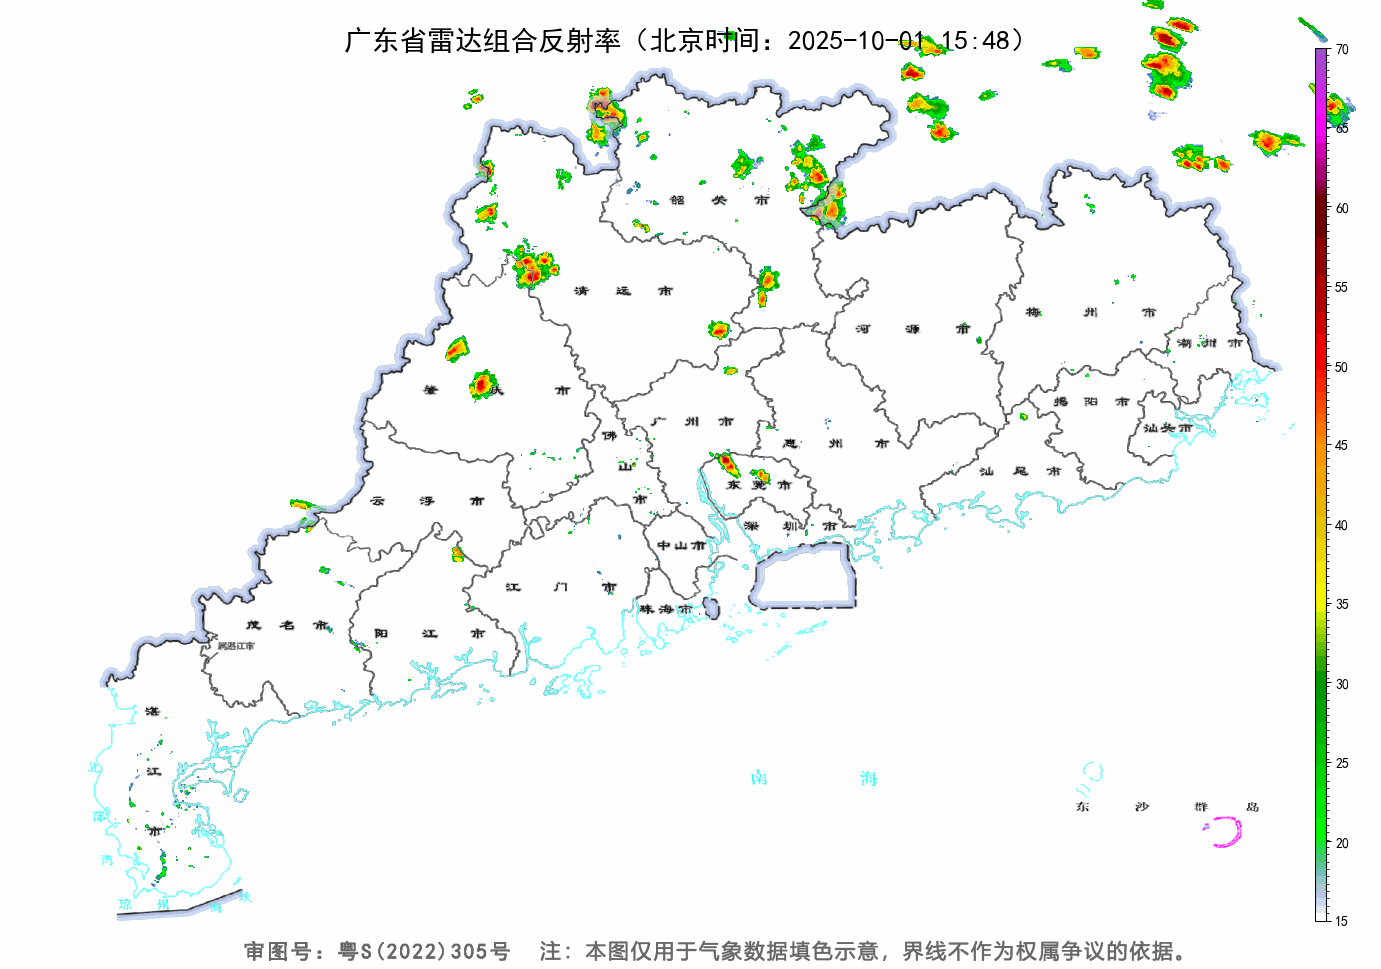 广东省雷达组合反射率（北京时间：2025-10-01 15:48）
70
65
60
55
50
45
40
35
30
25
20
15
韶 关 市
清 远 市
河 源 市
梅 州 市
潮 州 市
肇 庆 市
广 州 市
佛 山 市
惠 州 市
揭 阳 市
汕头市
汕 尾 市
东 莞 市
云 浮 市
深 圳 市
中山市
江 门 市
珠海市
茂 名 市
阳 江 市
属湛江市
湛 江 市
北 部 湾
南 海
东 沙 群 岛
琼 州 海 峡
审图号：粤S(2022)305号 注：本图仅用于气象数据填色示意，界线不作为权属争议的依据。